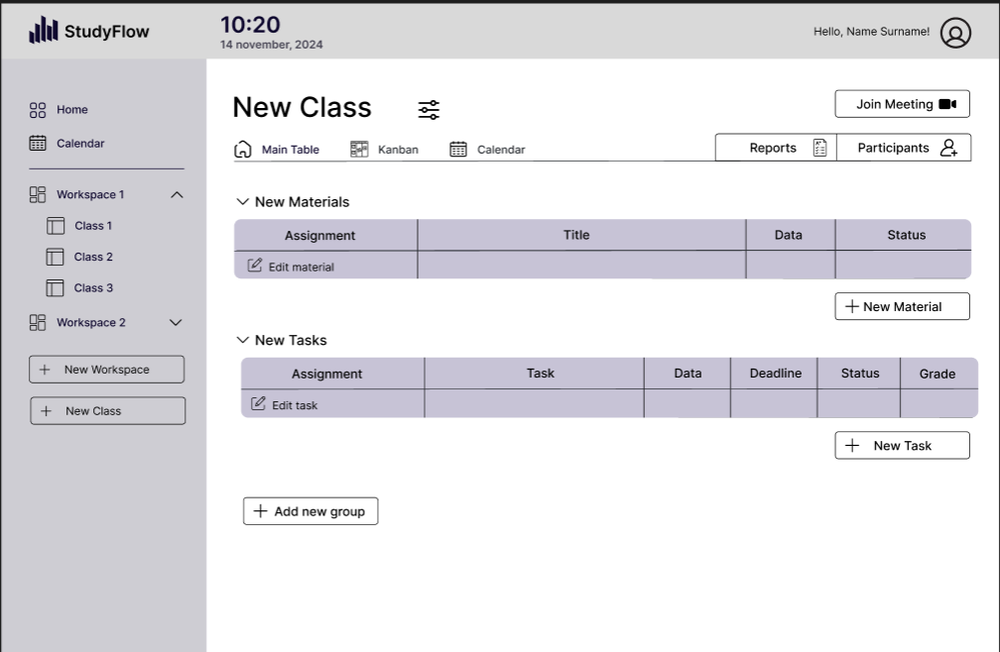 StudyFlow
10:20
14 november, 2024
Hello, Name Surname!
Home
Calendar
Workspace 1
Class 1
Class 2
Class 3
Workspace 2
New Workspace
New Class
New Class
Join Meeting
Main Table
Kanban
Calendar
Reports
Participants
New Materials
Assignment Title Data Status
Edit material
New Material
New Tasks
Assignment Task Data Deadline Status Grade
Edit task
New Task
Add new group